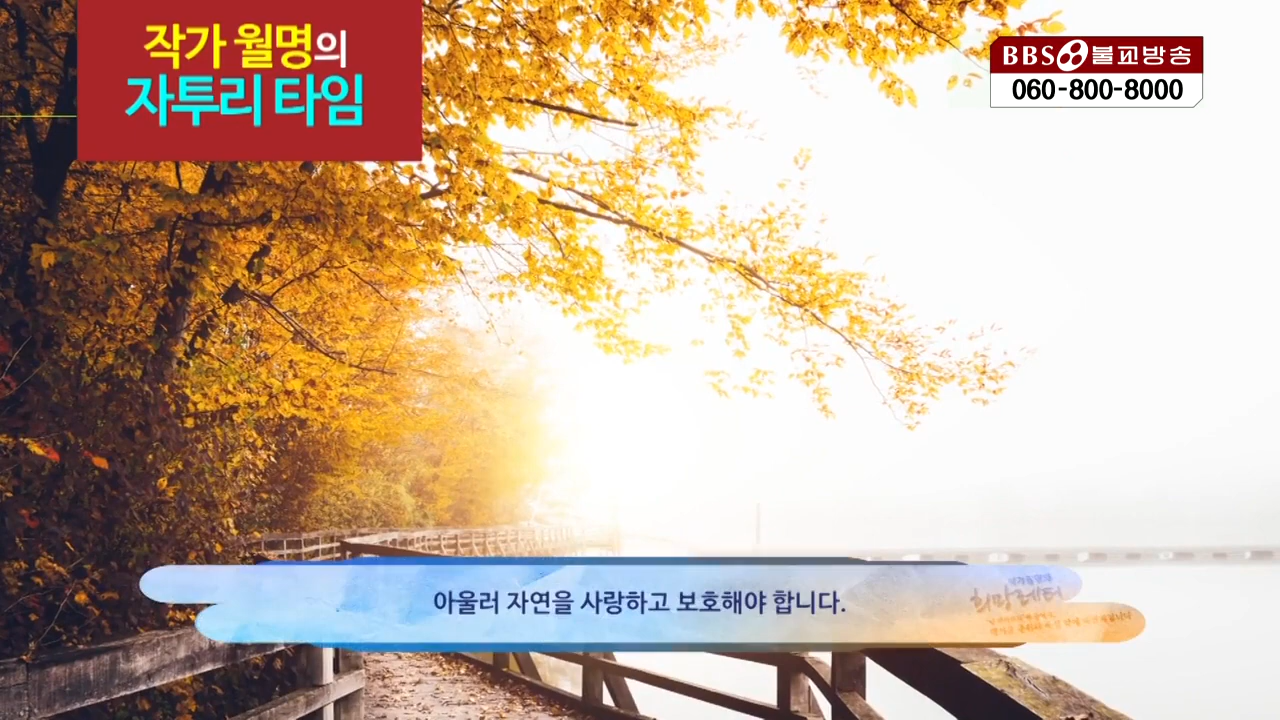 작가 월명의
자투리 타임
BBS 불교방송
060-800-8000
아울러 자연을 사랑하고 보호해야 합니다.
희망레터